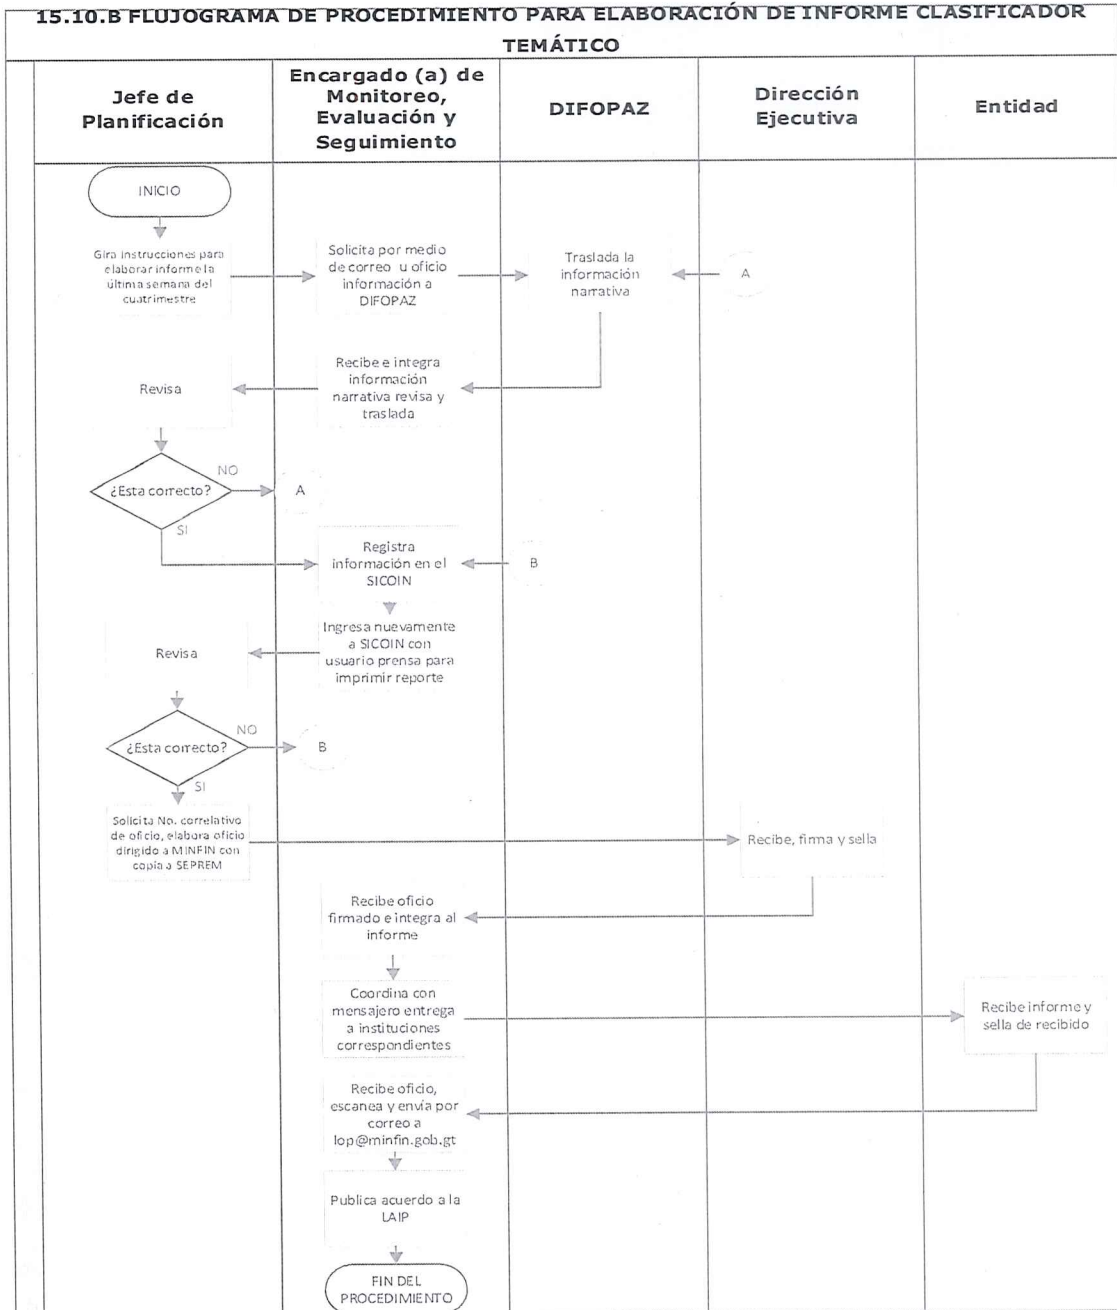 15.10.B FLUJOGRAMA DE PROCEDIMIENTO PARA ELABORACIÓN DE INFORME CLASIFICADOR
TEMÁTICO
Jefe de
Planificación
Encargado (a) de
Monitoreo,
Evaluación y
Seguimiento
DIFOPAZ
Dirección
Ejecutiva
Entidad
INICIO
Gira instrucciones para
elaborar informe la
última semana del
cuatrimestre
Solicita por medio
de correo u oficio
información a
DIFOPAZ
Traslada la
información
narrativa
A
Revisa
Recibe e integra
información
narrativa revisa y
traslada
¿Esta correcto?
NO
A
SI
Registra
información en el
SICOIN
B
Revisa
Ingresa nuevamente
a SICOIN con
usuario prensa para
imprimir reporte
¿Esta correcto?
NO
B
SI
Solicita No. correlativo
de oficio, elabora oficio
dirigido a MINFIN con
copia a SEPREM
Recibe, firma y sella
Recibe oficio
firmado e integra al
informe
Coordina con
mensajero entrega
a instituciones
correspondientes
Recibe informe y
sella de recibido
Recibe oficio,
escanea y envía por
correo a
lop@minfin.gob.gt
Publica acuerdo a la
LAIP
FIN DEL
PROCEDIMIENTO